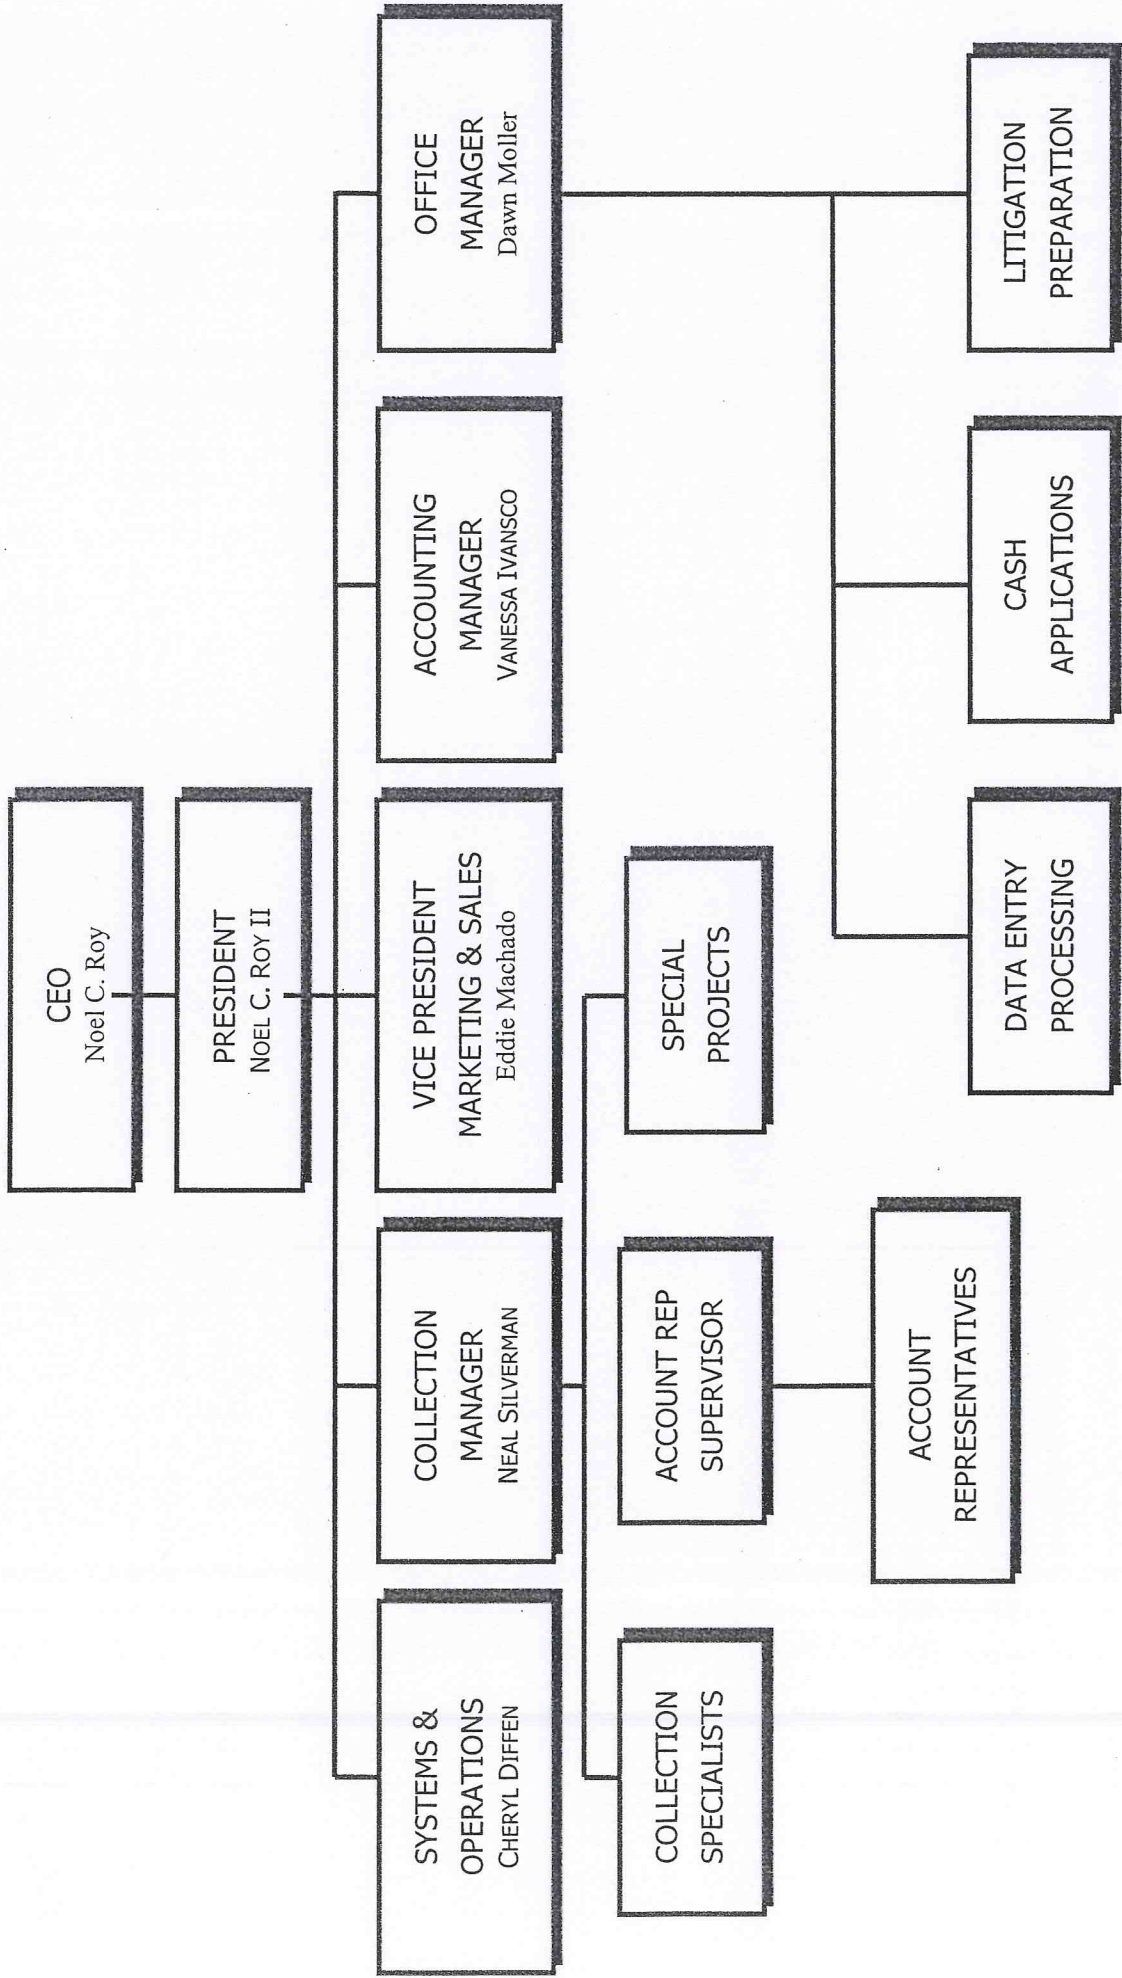 CEO
Noel C. Roy
PRESIDENT
NOEL C. ROY II
SYSTEMS &
OPERATIONS
CHERYL DIFFEN
COLLECTION
MANAGER
NEAL SILVERMAN
VICE PRESIDENT
MARKETING & SALES
Eddie Machado
ACCOUNTING
MANAGER
VANESSA IVANSCO
OFFICE
MANAGER
Dawn Moller
COLLECTION
SPECIALISTS
ACCOUNT REP
SUPERVISOR
SPECIAL
PROJECTS
ACCOUNT
REPRESENTATIVES
DATA ENTRY
PROCESSING
CASH
APPLICATIONS
LITIGATION
PREPARATION